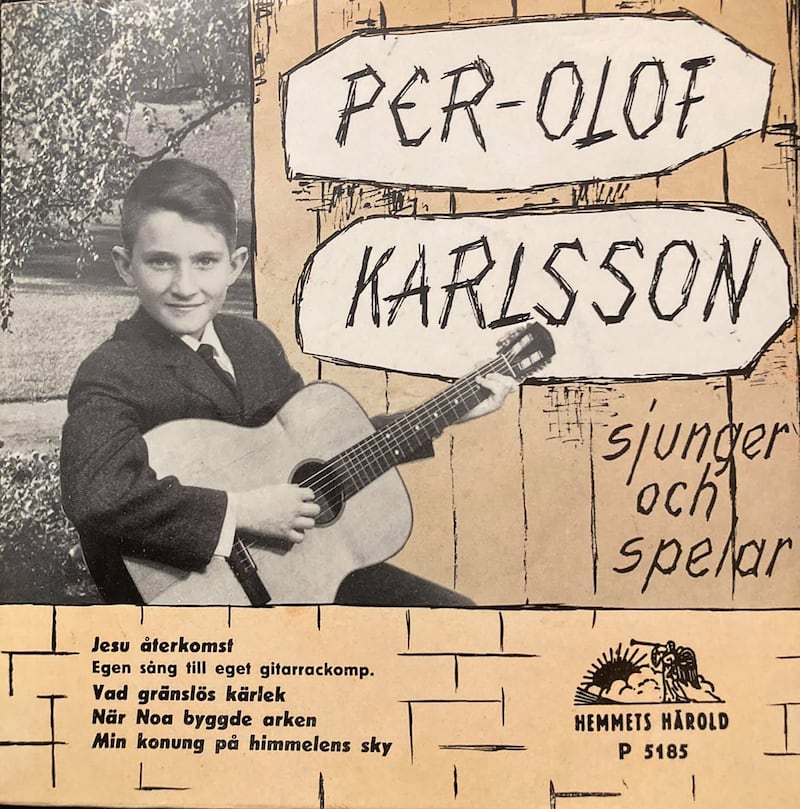 PER-OLOF
KARLSSON
sjunger
och
spelar
Jesu återkomst
Egen sång till eget gitarrackomp.
Vad gränslös kärlek
När Noa byggde arken
Min konung på himmelens sky
HEMMETS HÄROLD
P 5185